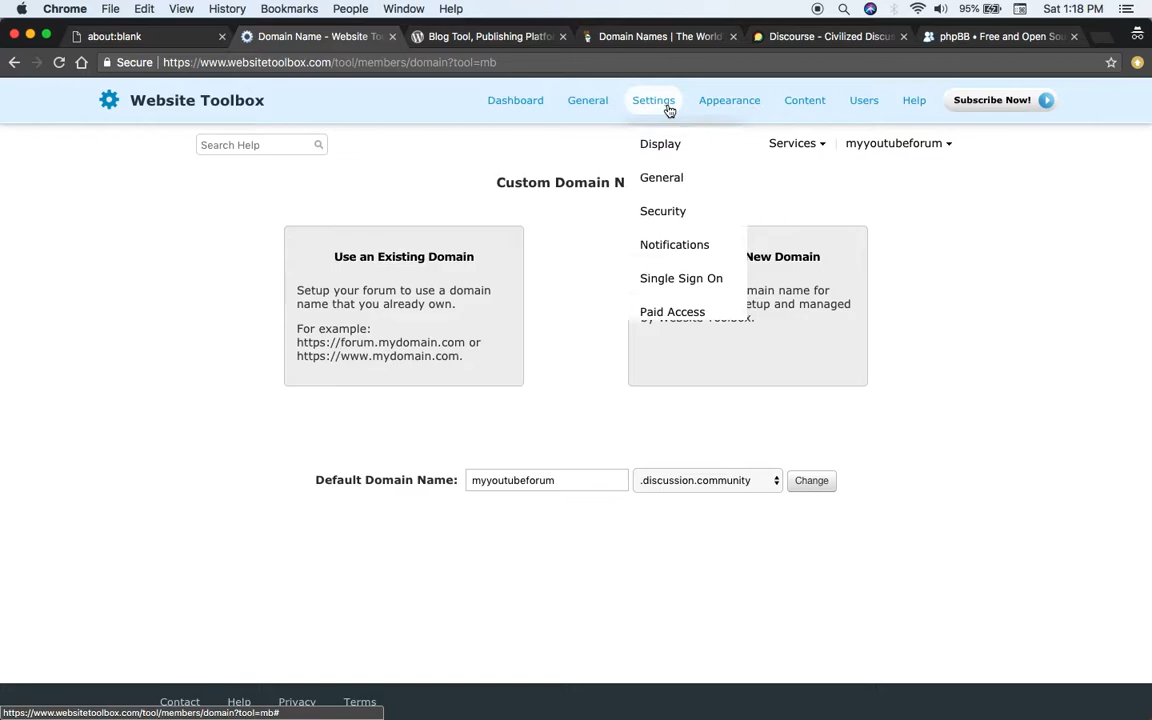 Chrome File Edit View History Bookmarks People Window Help 95% Sat 1:18 PM
about:blank Domain Name - Website To Blog Tool, Publishing Platfo Domain Names | The World Discourse - Civilized Discus phpBB • Free and Open Sou
Secure https://www.websitetoolbox.com/tool/members/domain?tool=mb
Website Toolbox Dashboard General Settings Appearance Content Users Help Subscribe Now!
Search Help Display Services myyoutubeforum
Custom Domain N General
Security
Notifications
Single Sign On
Paid Access
Use an Existing Domain
Setup your forum to use a domain
name that you already own.
For example:
https://forum.mydomain.com or
https://www.mydomain.com.
New Domain
main name for
etup and managed
by Website Toolbox.
Default Domain Name: myyoutubeforum .discussion.community Change
Contact Help Privacy Terms
https://www.websitetoolbox.com/tool/members/domain?tool=mb#